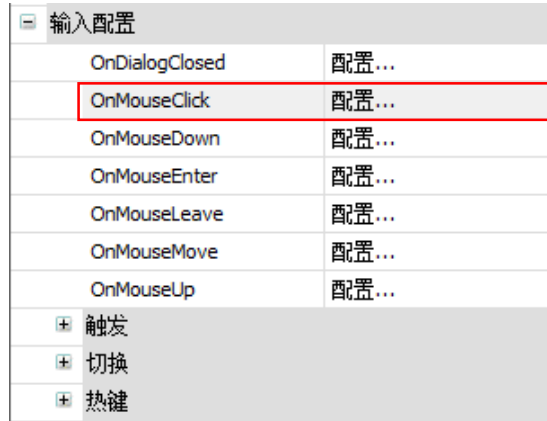 输入配置
OnDialogClosed 配置...
OnMouseClick 配置...
OnMouseDown 配置...
OnMouseEnter 配置...
OnMouseLeave 配置...
OnMouseMove 配置...
OnMouseUp 配置...
触发
切换
热键